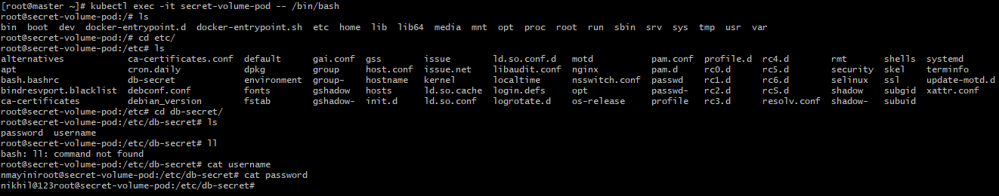 [root@master ~]# kubectl exec -it secret-volume-pod -- /bin/bash
root@secret-volume-pod:/# ls
bin  boot  dev  docker-entrypoint.d  docker-entrypoint.sh  etc  home  lib  lib64  media  mnt  opt  proc  root  run  sbin  srv  sys  tmp  usr  var
root@secret-volume-pod:/# cd etc/
root@secret-volume-pod:/etc# ls
alternatives  ca-certificates.conf  default  gai.conf  gss  issue  ld.so.conf.d  motd  pam.conf  profile.d  rc4.d  rmt  shells  systemd
apt  cron.daily  dpkg  group  host.conf  issue.net  libaudit.conf  nginx  pam.d  rc0.d  rc5.d  security  skel  terminfo
bash.bashrc  db-secret  environment  group-  hostname  kernel  localtime  nsswitch.conf  passwd  rc1.d  rc6.d  selinux  ssl  update-motd.d
bindresvport.blacklist  debconf.conf  fonts  gshadow  hosts  ld.so.cache  login.defs  opt  passwd-  rc2.d  rcS.d  shadow  subgid  xattr.conf
ca-certificates  debian_version  fstab  gshadow-  init.d  ld.so.conf  logrotate.d  os-release  profile  rc3.d  resolv.conf  shadow-  subuid
root@secret-volume-pod:/etc# cd db-secret/
root@secret-volume-pod:/etc/db-secret# ls
password  username
root@secret-volume-pod:/etc/db-secret# ll
bash: ll: command not found
root@secret-volume-pod:/etc/db-secret# cat username
nmayiniroot@secret-volume-pod:/etc/db-secret# cat password
nikhil@123root@secret-volume-pod:/etc/db-secret#